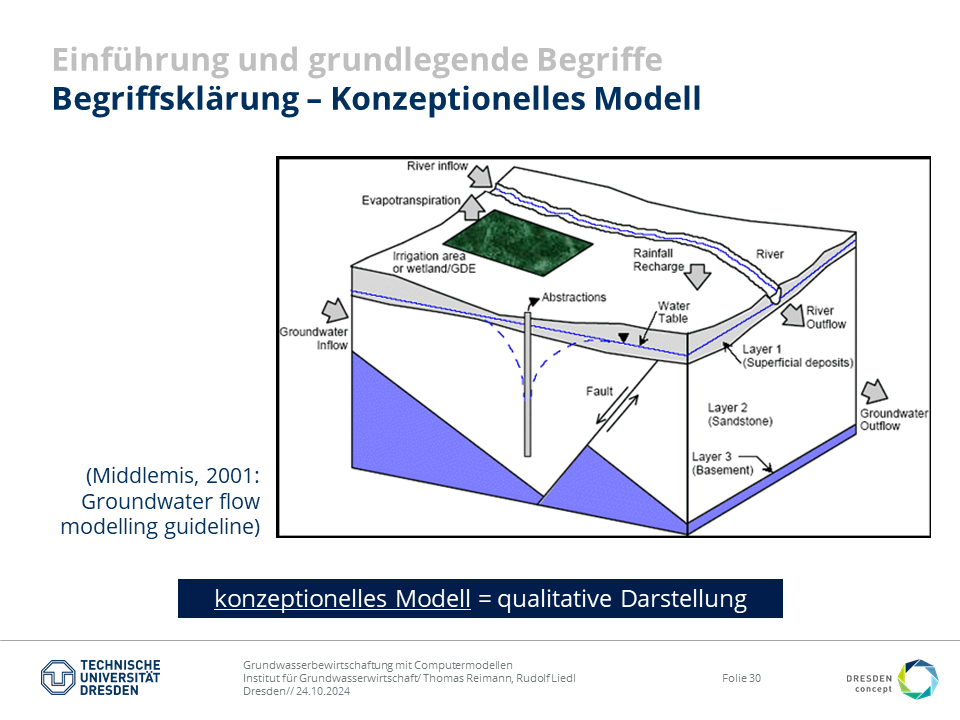 Einführung und grundlegende Begriffe
Begriffsklärung – Konzeptionelles Modell
River inflow
Evapotranspiration
Irrigation area
or wetland/GDE
Rainfall
Recharge
River
Abstractions
Water
Table
River
Outflow
Groundwater
Inflow
Layer 1
(Superficial deposits)
Fault
Layer 2
(Sandstone)
Groundwater
Outflow
Layer 3
(Basement)
(Middlemis, 2001:
Groundwater flow
modelling guideline)
konzeptionelles Modell = qualitative Darstellung
TECHNISCHE
UNIVERSITÄT
DRESDEN
Grundwasserbewirtschaftung mit Computermodellen
Institut für Grundwasserwirtschaft/ Thomas Reimann, Rudolf Liedl
Dresden// 24.10.2024
Folie 30
DRESDEN
concept